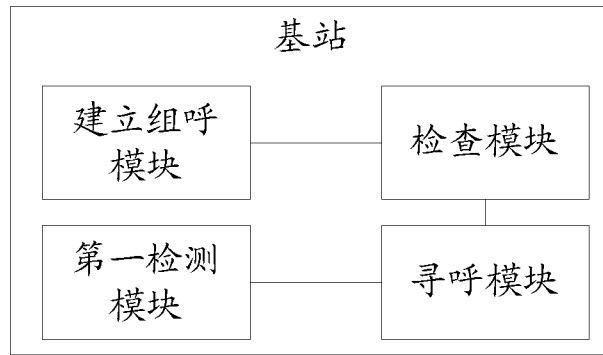 基站
建立组呼
模块
检查模块
第一检测
模块
寻呼模块